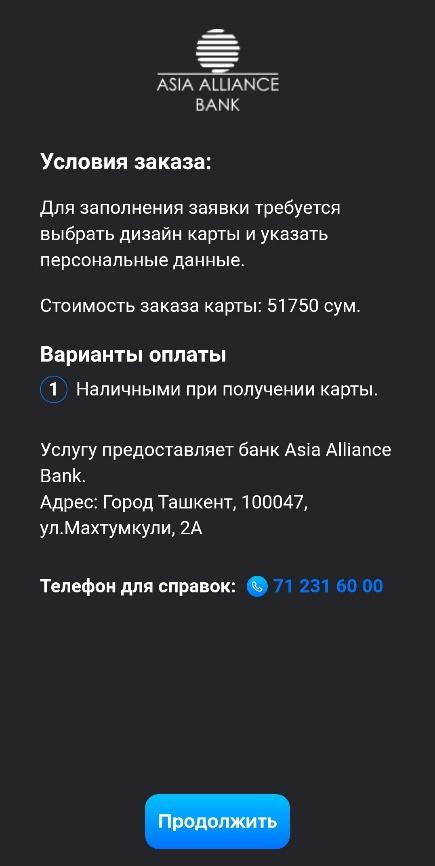 ASIA ALLIANCE
BANK
Условия заказа:
Для заполнения заявки требуется
выбрать дизайн карты и указать
персональные данные.
Стоимость заказа карты: 51750 сум.
Варианты оплаты
1 Наличными при получении карты.
Услугу предоставляет банк Asia Alliance
Bank.
Адрес: Город Ташкент, 100047,
ул.Махтумкули, 2А
Телефон для справок: 71 231 60 00
Продолжить